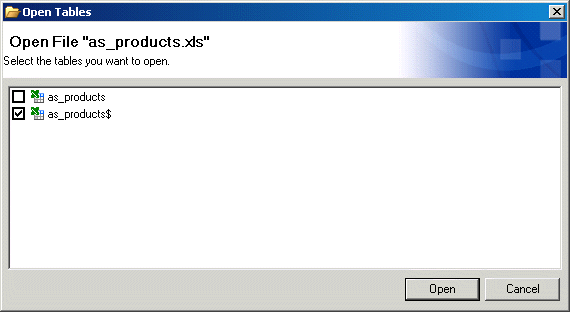 Open Tables
Open File "as_products.xls"
Select the tables you want to open.
as_products
as_products$
Open Cancel